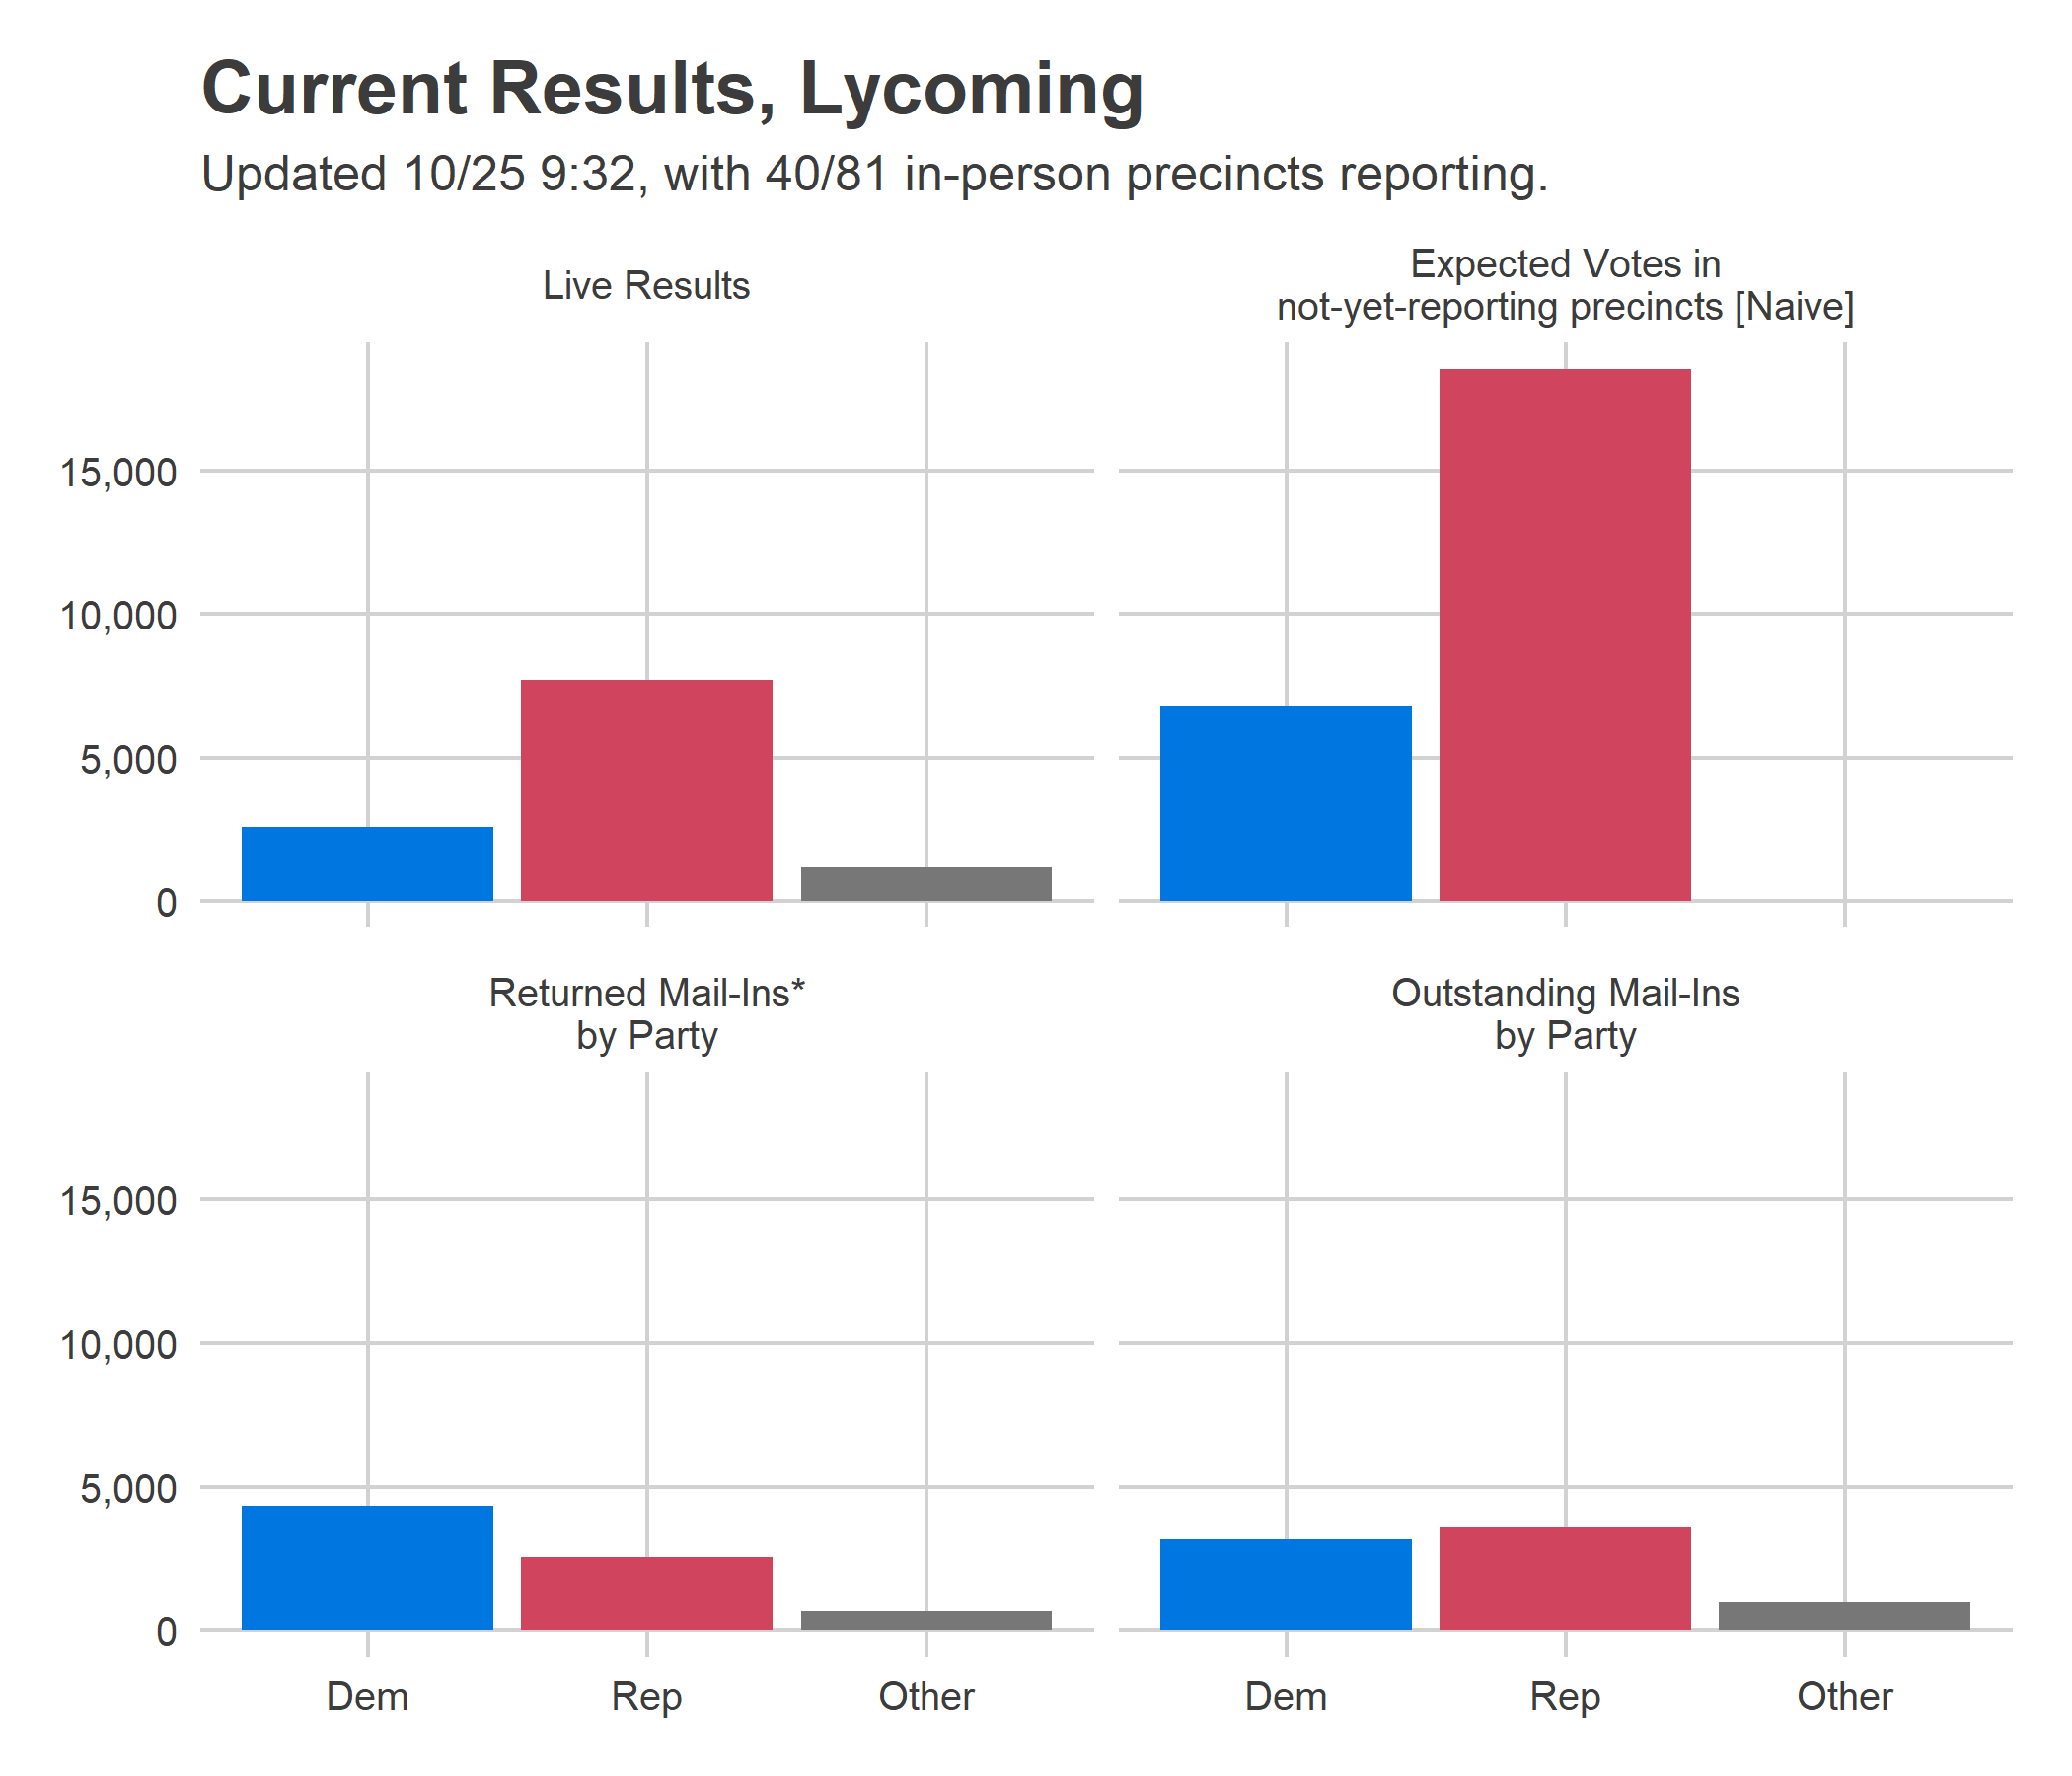 Current Results, Lycoming
Updated 10/25 9:32, with 40/81 in-person precincts reporting.
Live Results
Expected Votes in
not-yet-reporting precincts [Naive]
15,000
10,000
5,000
0
Returned Mail-Ins*
by Party
Outstanding Mail-Ins
by Party
15,000
10,000
5,000
0
Dem
Rep
Other
Dem
Rep
Other